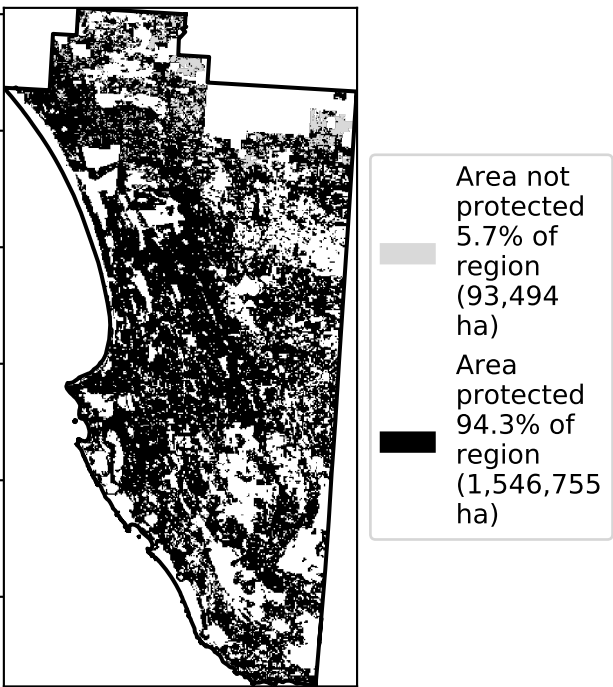 Area not
protected
5.7% of
region
(93,494
ha)
Area
protected
94.3% of
region
(1,546,755
ha)